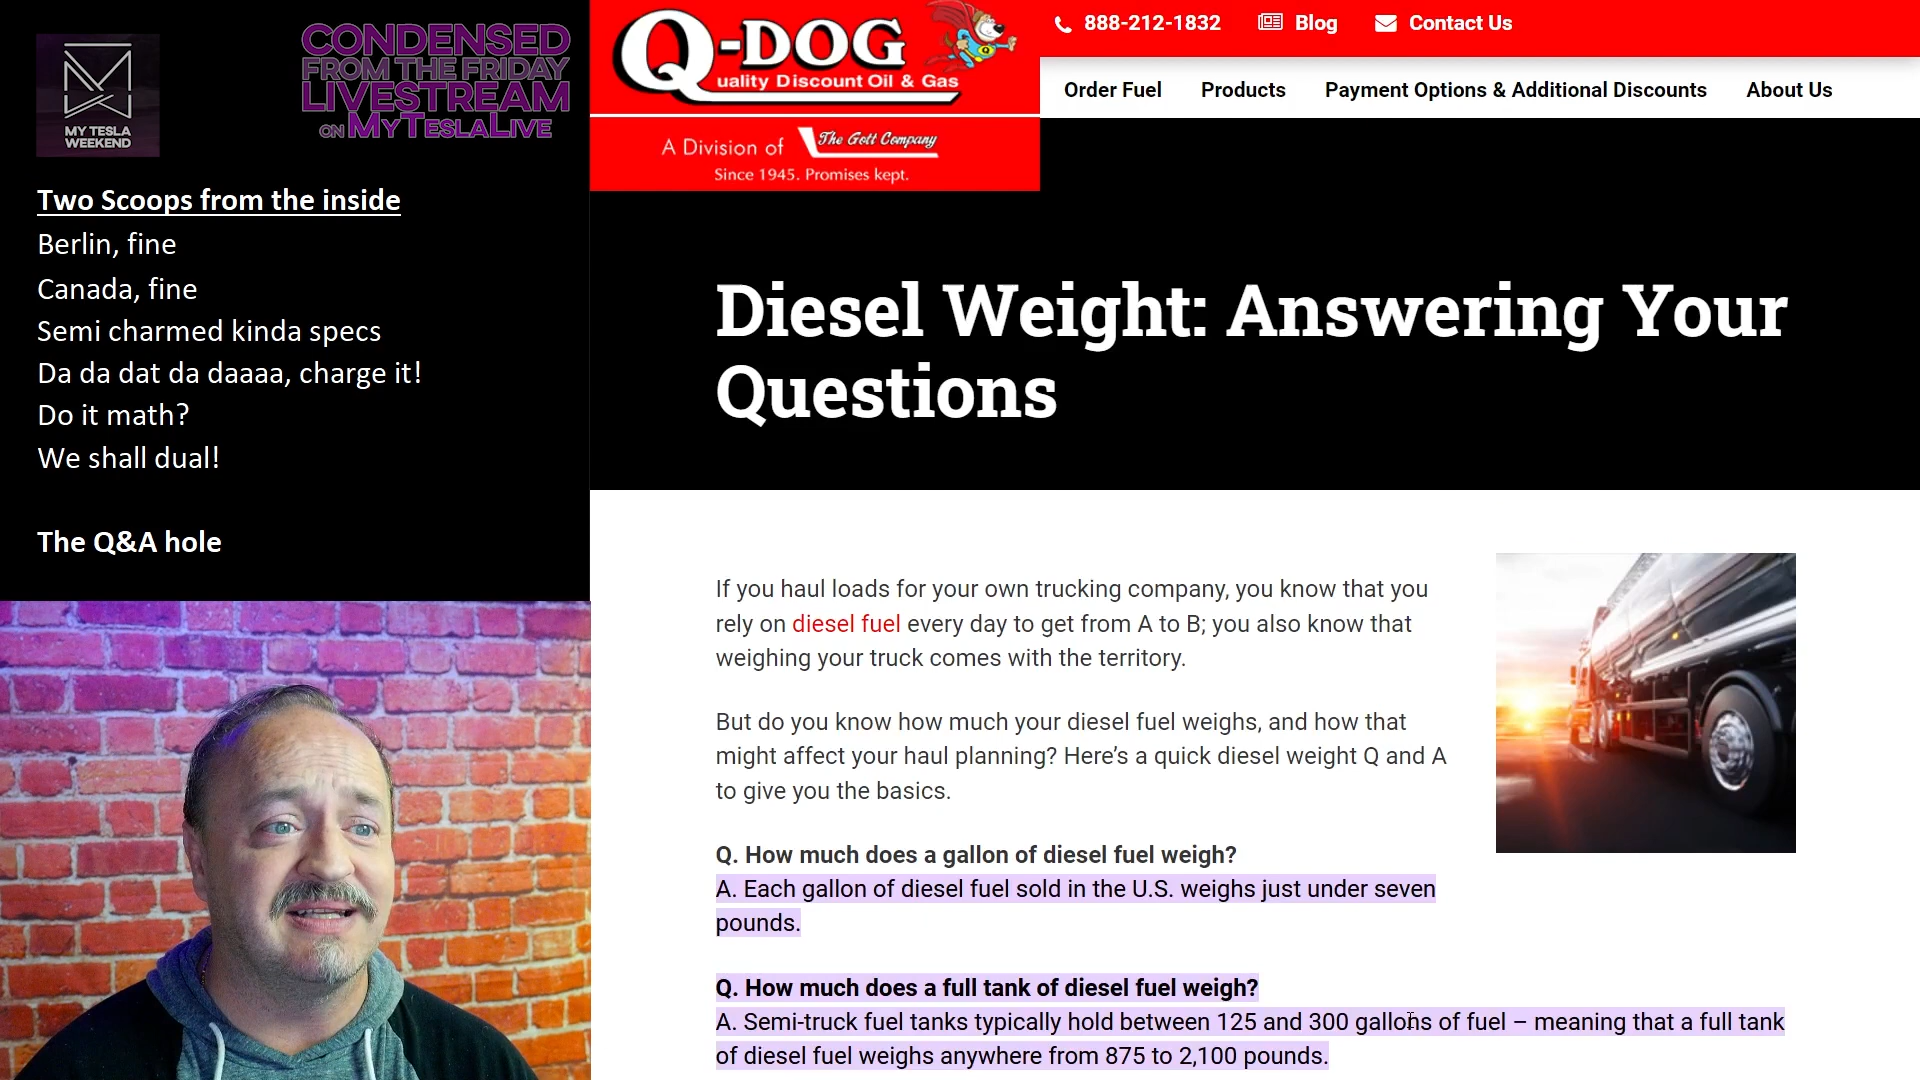 MY TESLA
WEEKEND
CONDENSED
FROM THE FRIDAY
LIVESTREAM
ON MYTESLALIVE
Two Scoops from the inside
Berlin, fine
Canada, fine
Semi charmed kinda specs
Da da dat da daaaa, charge it!
Do it math?
We shall dual!
The Q&A hole
Q-DOG
uality Discount Oil & Gas
Q
A Division of The Gott Company
Since 1945. Promises kept.
888-212-1832 Blog Contact Us
Order Fuel Products Payment Options & Additional Discounts About Us
Diesel Weight: Answering Your
Questions
If you haul loads for your own trucking company, you know that you
rely on diesel fuel every day to get from A to B; you also know that
weighing your truck comes with the territory.
But do you know how much your diesel fuel weighs, and how that
might affect your haul planning? Here’s a quick diesel weight Q and A
to give you the basics.
Q. How much does a gallon of diesel fuel weigh?
A. Each gallon of diesel fuel sold in the U.S. weighs just under seven
pounds.
Q. How much does a full tank of diesel fuel weigh?
A. Semi-truck fuel tanks typically hold between 125 and 300 gallons of fuel – meaning that a full tank
of diesel fuel weighs anywhere from 875 to 2,100 pounds.